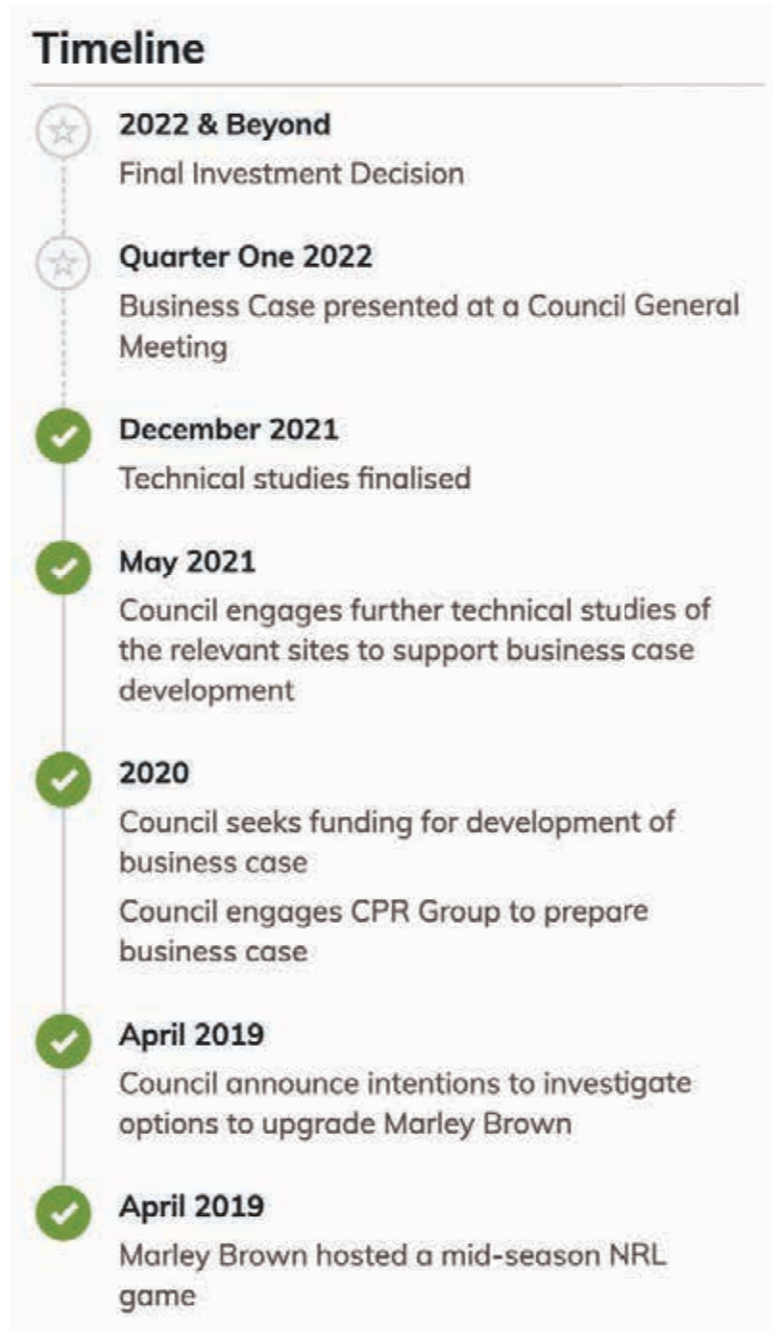 Timeline
2022 & Beyond
Final Investment Decision
Quarter One 2022
Business Case presented at a Council General
Meeting
December 2021
Technical studies finalised
May 2021
Council engages further technical studies of
the relevant sites to support business case
development
2020
Council seeks funding for development of
business case
Council engages CPR Group to prepare
business case
April 2019
Council announce intentions to investigate
options to upgrade Marley Brown
April 2019
Marley Brown hosted a mid-season NRL
game